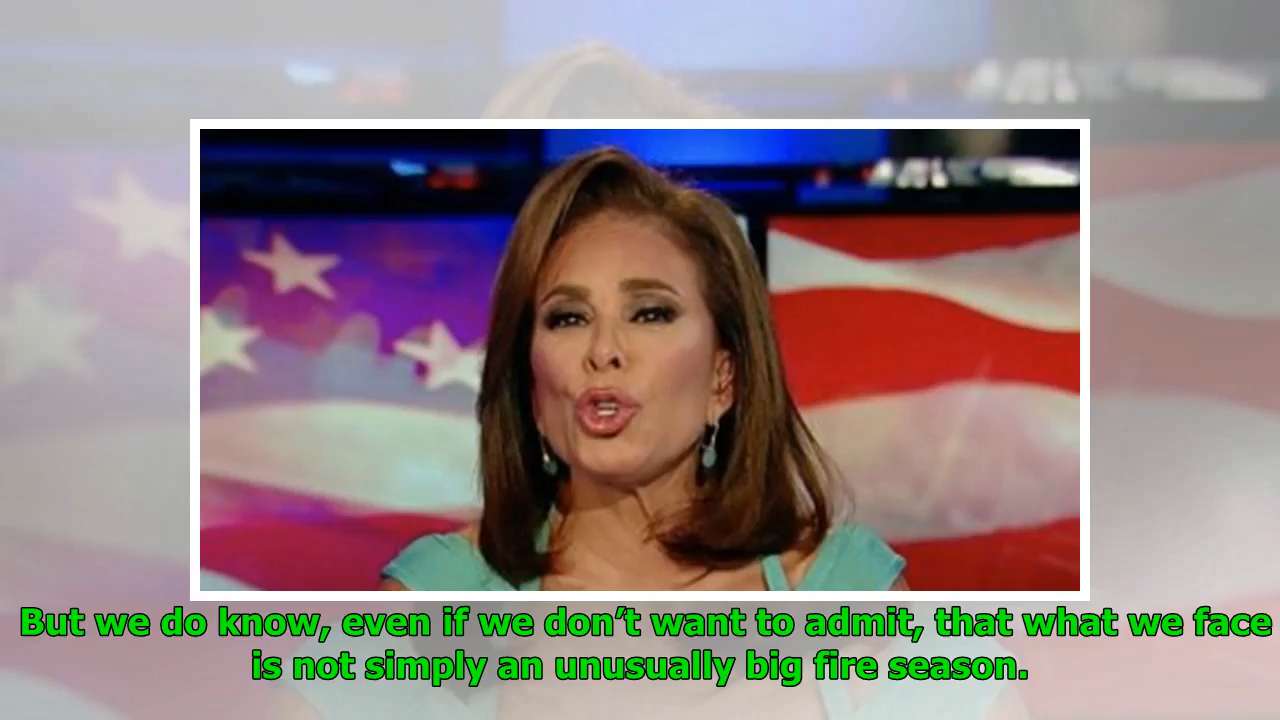 But we do know, even if we don’t want to admit, that what we face
is not simply an unusually big fire season.